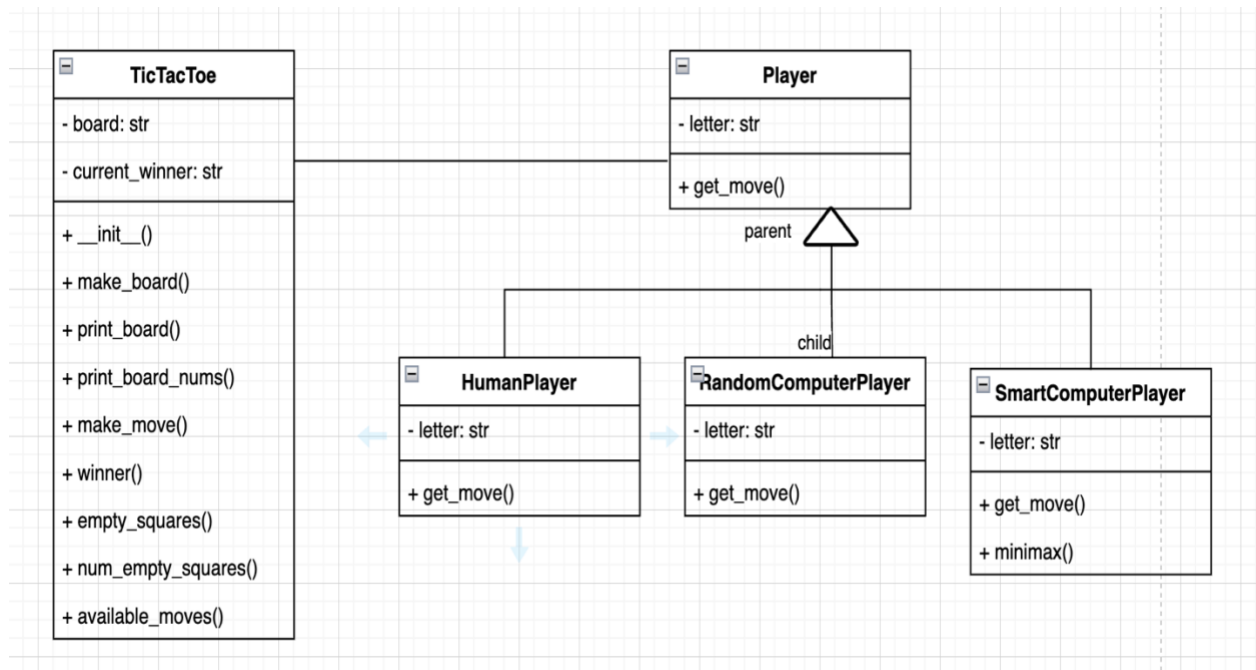 TicTacToe
- board: str
- current_winner: str
+ __init__()
+ make_board()
+ print_board()
+ print_board_nums()
+ make_move()
+ winner()
+ empty_squares()
+ num_empty_squares()
+ available_moves()
Player
- letter: str
+ get_move()
parent
child
HumanPlayer
- letter: str
+ get_move()
RandomComputerPlayer
- letter: str
+ get_move()
SmartComputerPlayer
- letter: str
+ get_move()
+ minimax()